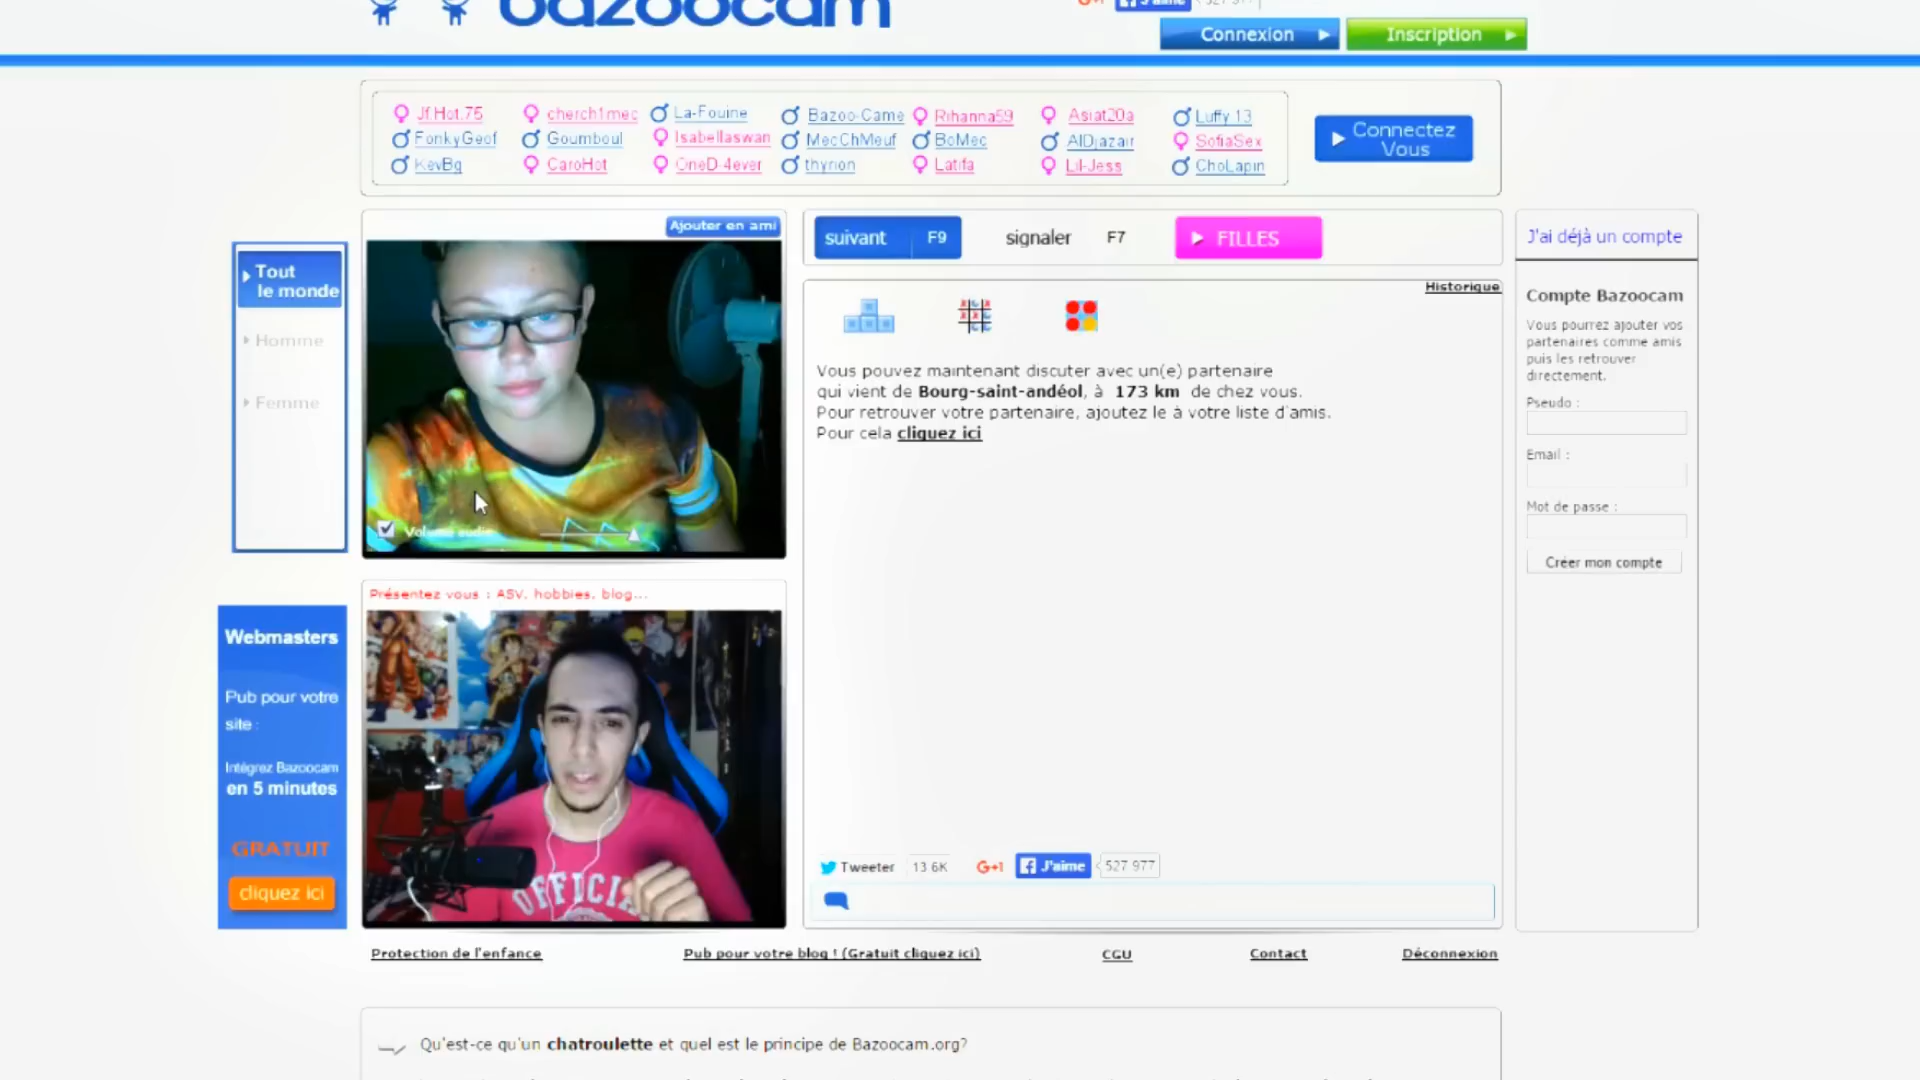 bazoocam
G+1 J'aime 527 977
Connexion
Inscription
Jf.Hot.75 cherch1mec La-Fouine Bazoo-Came Rihanna59 Asiat20a Luffy.13
FonkyGeof Goumboul Isabellaswan MecChMeuf BoMec AlDjazair SofiaSex
KevBg CaroHot OneD.4ever thyrion Latifa Lil-Jess ChoLapin
Connectez
Vous
Tout
le monde
Homme
Femme
Ajouter en ami
Volume audio
suivant F9
signaler F7
FILLES
Historique
Vous pouvez maintenant discuter avec un(e) partenaire
qui vient de Bourg-saint-andéol, à 173 km de chez vous.
Pour retrouver votre partenaire, ajoutez le à votre liste d'amis.
Pour cela cliquez ici
J'ai déjà un compte
Compte Bazoocam
Vous pourrez ajouter vos
partenaires comme amis
puis les retrouver
directement.
Pseudo :
Email :
Mot de passe :
Créer mon compte
Webmasters
Pub pour votre
site :
Intégrez Bazoocam
en 5 minutes
GRATUIT
cliquez ici
Présentez vous : ASV, hobbies, blog...
OFFICIA
Tweeter 13.6K G+1 J'aime 527 977
Protection de l'enfance
Pub pour votre blog ! (Gratuit cliquez ici)
CGU
Contact
Déconnexion
Qu'est-ce qu'un chatroulette et quel est le principe de Bazoocam.org?